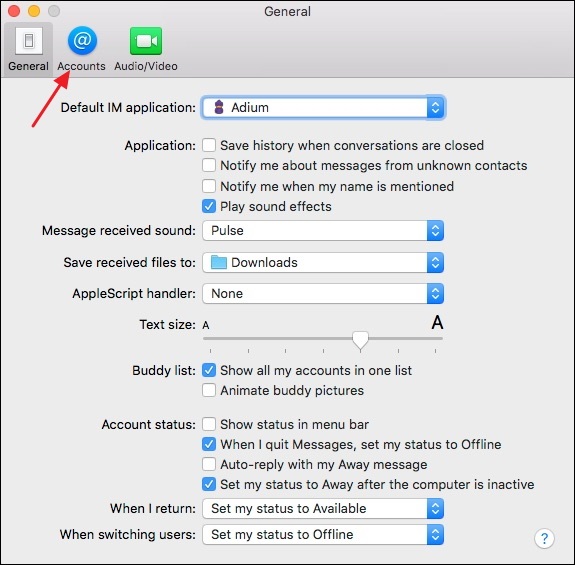 General
General
Accounts
Audio/Video
Default IM application: Adium
Application: Save history when conversations are closed
Notify me about messages from unknown contacts
Notify me when my name is mentioned
Play sound effects
Message received sound: Pulse
Save received files to: Downloads
AppleScript handler: None
Text size: A A
Buddy list: Show all my accounts in one list
Animate buddy pictures
Account status: Show status in menu bar
When I quit Messages, set my status to Offline
Auto-reply with my Away message
Set my status to Away after the computer is inactive
When I return: Set my status to Available
When switching users: Set my status to Offline
?